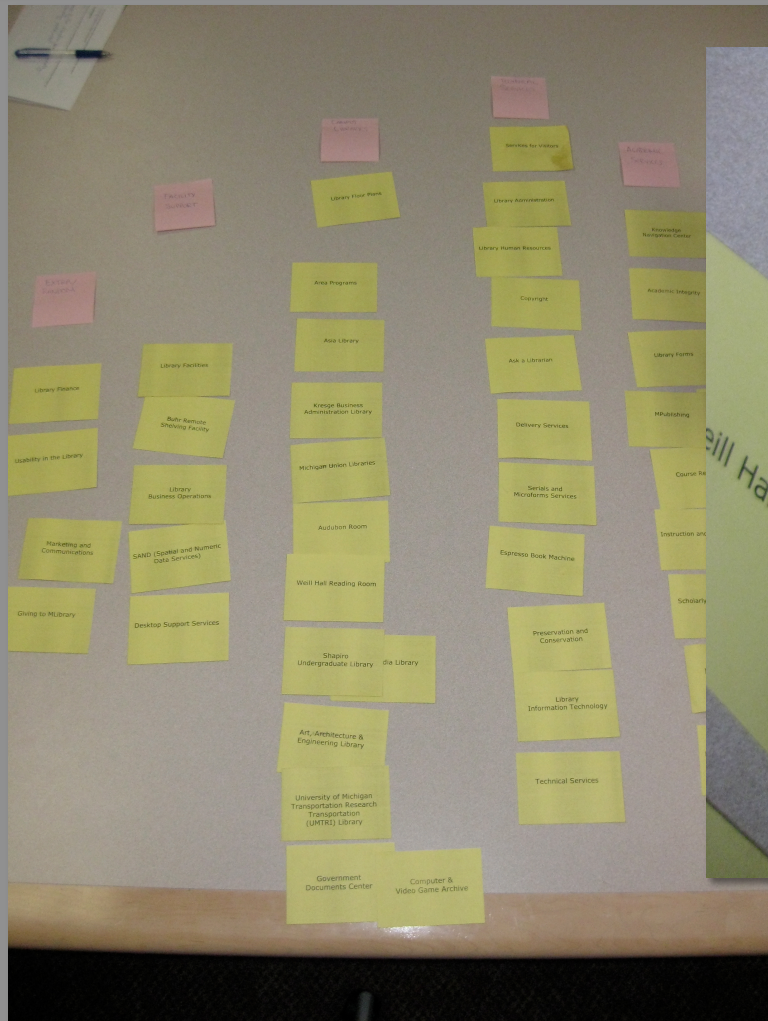 Library Finance
Usability in the Library
Marketing and
Communications
Giving to MLibrary
Library Facilities
Buhr Remote
Shelving Facility
Library
Business Operations
SAND (Spatial and Numeric
Data Services)
Desktop Support Services
Library Floor Plans
Area Programs
Asia Library
Kresge Business
Administration Library
Michigan Union Libraries
Audubon Room
Weill Hall Reading Room
Shapiro
Undergraduate Library
dia Library
Art, Architecture &
Engineering Library
University of Michigan
Transportation Research
Transportation
(UMTRI) Library
Government
Documents Center
Computer &
Video Game Archive
Services for Visitors
Library Administration
Library Human Resources
Copyright
Ask a Librarian
Delivery Services
Serials and
Microforms Services
Espresso Book Machine
Preservation and
Conservation
Library
Information Technology
Technical Services
Knowledge
Navigation Center
Academic Integrity
Library Forms
MPublishing
Course Re
Instruction and
Scholarly
eill Ha